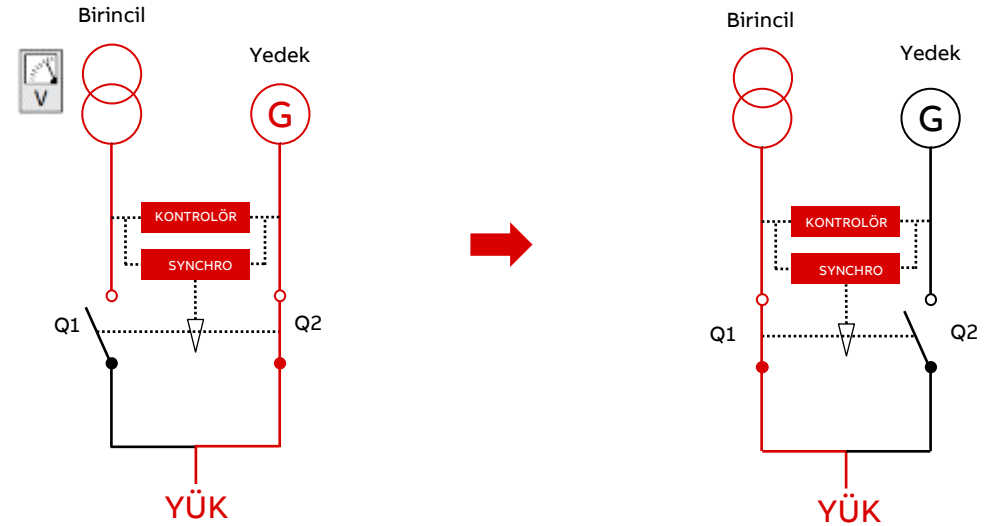 Birincil
Yedek
V
G
KONTROLÖR
SYNCHRO
Q1
Q2
YÜK
Birincil
Yedek
G
KONTROLÖR
SYNCHRO
Q1
Q2
YÜK